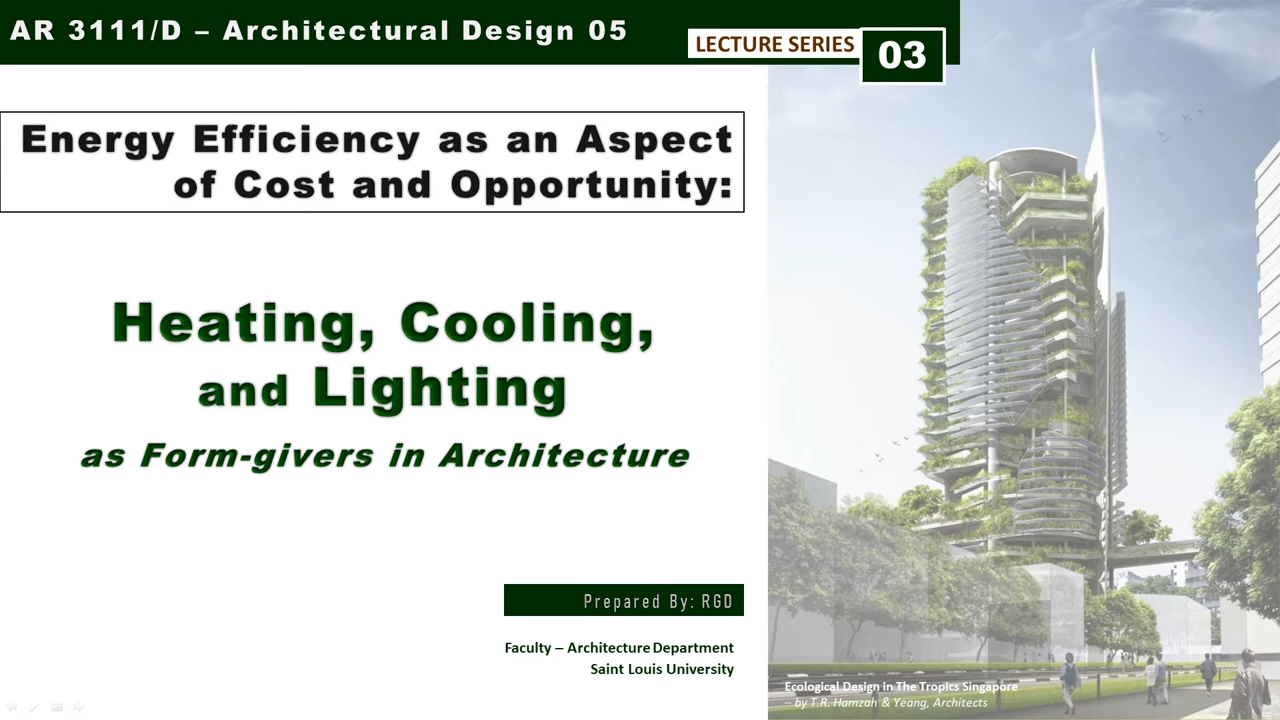 AR 3111/D – Architectural Design 05
LECTURE SERIES
03
Energy Efficiency as an Aspect
of Cost and Opportunity:
Heating, Cooling,
and Lighting
as Form-givers in Architecture
Prepared By: RGD
Faculty – Architecture Department
Saint Louis University
Ecological Design in The Tropics Singapore
– by T.R. Hamzah & Yeang, Architects